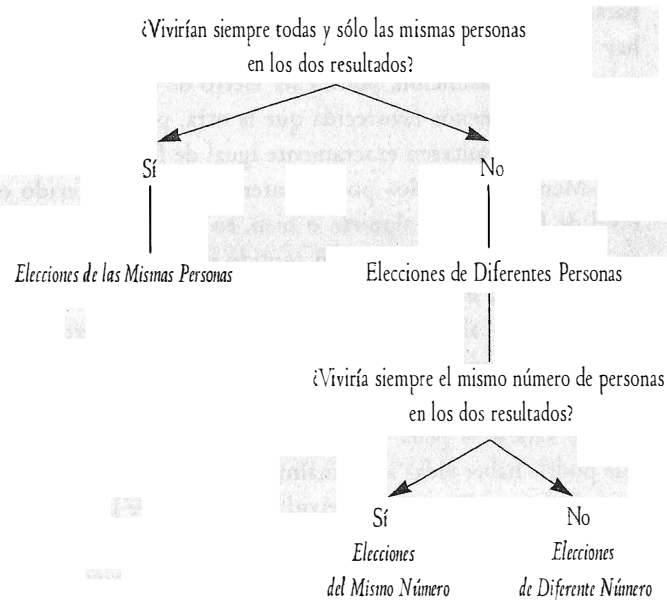 ¿Vivirían siempre todas y sólo las mismas personas
en los dos resultados?
Sí
No
Elecciones de las Mismas Personas
Elecciones de Diferentes Personas
¿Viviría siempre el mismo número de personas
en los dos resultados?
Sí
No
Elecciones
del Mismo Número
Elecciones
de Diferente Número